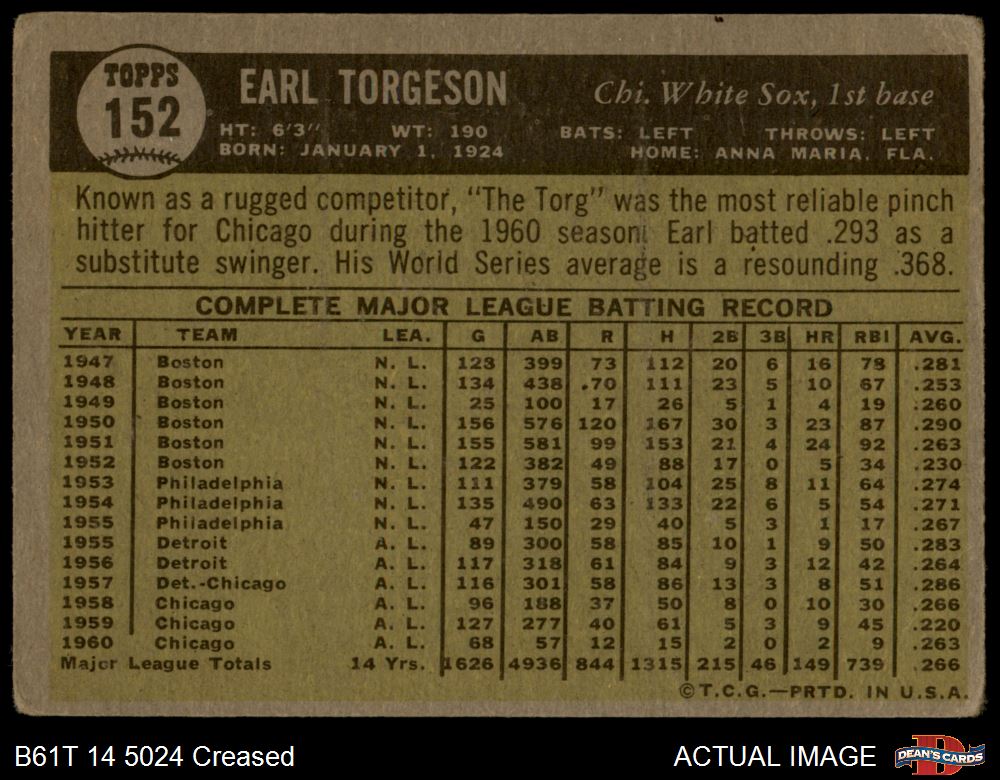 TOPPS
152
EARL TORGESON
Chi. White Sox, 1st base
HT: 6'3" WT: 190 BATS: LEFT THROWS: LEFT
BORN: JANUARY 1, 1924 HOME: ANNA MARIA, FLA.
Known as a rugged competitor, "The Torg" was the most reliable pinch
hitter for Chicago during the 1960 season. Earl batted .293 as a
substitute swinger. His World Series average is a resounding .368.
COMPLETE MAJOR LEAGUE BATTING RECORD
YEAR TEAM LEA. G AB R H 2B 3B HR RBI AVG.
1947 Boston N. L. 123 399 73 112 20 6 16 78 .281
1948 Boston N. L. 134 438 .70 111 23 5 10 67 .253
1949 Boston N. L. 25 100 17 26 5 1 4 19 .260
1950 Boston N. L. 156 576 120 167 30 3 23 87 .290
1951 Boston N. L. 155 581 99 153 21 4 24 92 .263
1952 Boston N. L. 122 382 49 88 17 0 5 34 .230
1953 Philadelphia N. L. 111 379 58 104 25 8 11 64 .274
1954 Philadelphia N. L. 135 490 63 133 22 6 5 54 .271
1955 Philadelphia N. L. 47 150 29 40 5 3 1 17 .267
1955 Detroit A. L. 89 300 58 85 10 1 9 50 .283
1956 Detroit A. L. 117 318 61 84 9 3 12 42 .264
1957 Det.-Chicago A. L. 116 301 58 86 13 3 8 51 .286
1958 Chicago A. L. 96 188 37 50 8 0 10 30 .266
1959 Chicago A. L. 127 277 40 61 5 3 9 45 .220
1960 Chicago A. L. 68 57 12 15 2 0 2 9 .263
Major League Totals 14 Yrs. 1626 4936 844 1315 215 46 149 739 .266
©T.C.G.—PRTD. IN U.S.A.
B61T 14 5024 Creased ACTUAL IMAGE
DEAN'S CARDS